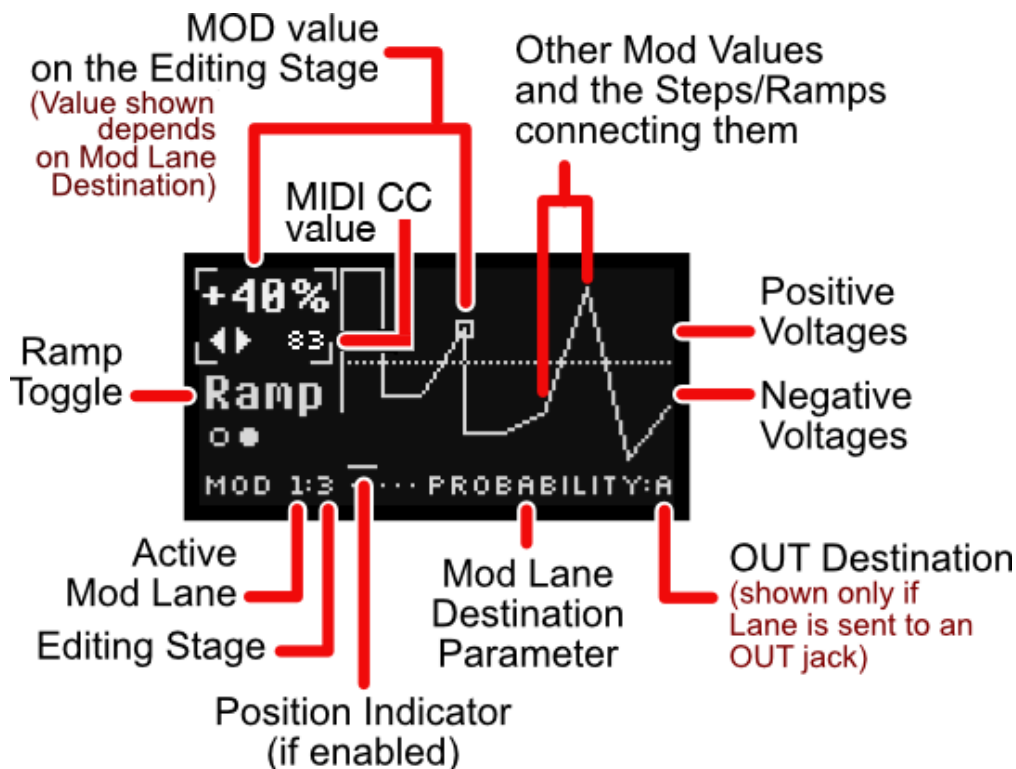 MOD value
on the Editing Stage
(Value shown
depends
on Mod Lane
Destination)
Other Mod Values
and the Steps/Ramps
connecting them
MIDI CC
value
+40%
83
Ramp
MOD 1:3 ····· PROBABILITY:A
Ramp
Toggle
Positive
Voltages
Negative
Voltages
Active
Mod Lane
Editing Stage
Position Indicator
(if enabled)
Mod Lane
Destination
Parameter
OUT Destination
(shown only if
Lane is sent to an
OUT jack)